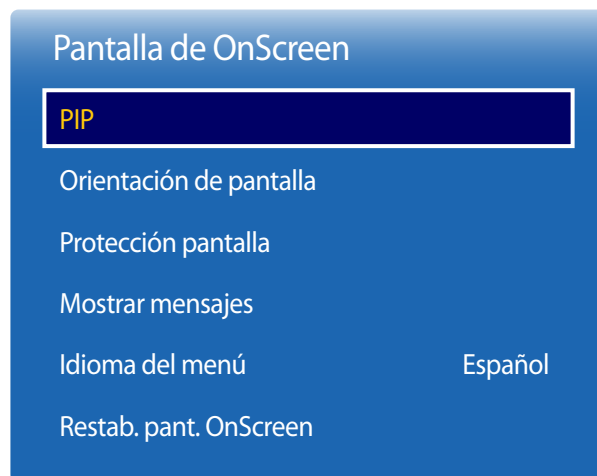 Pantalla de OnScreen
PIP
Orientación de pantalla
Protección pantalla
Mostrar mensajes
Idioma del menú Español
Restab. pant. OnScreen